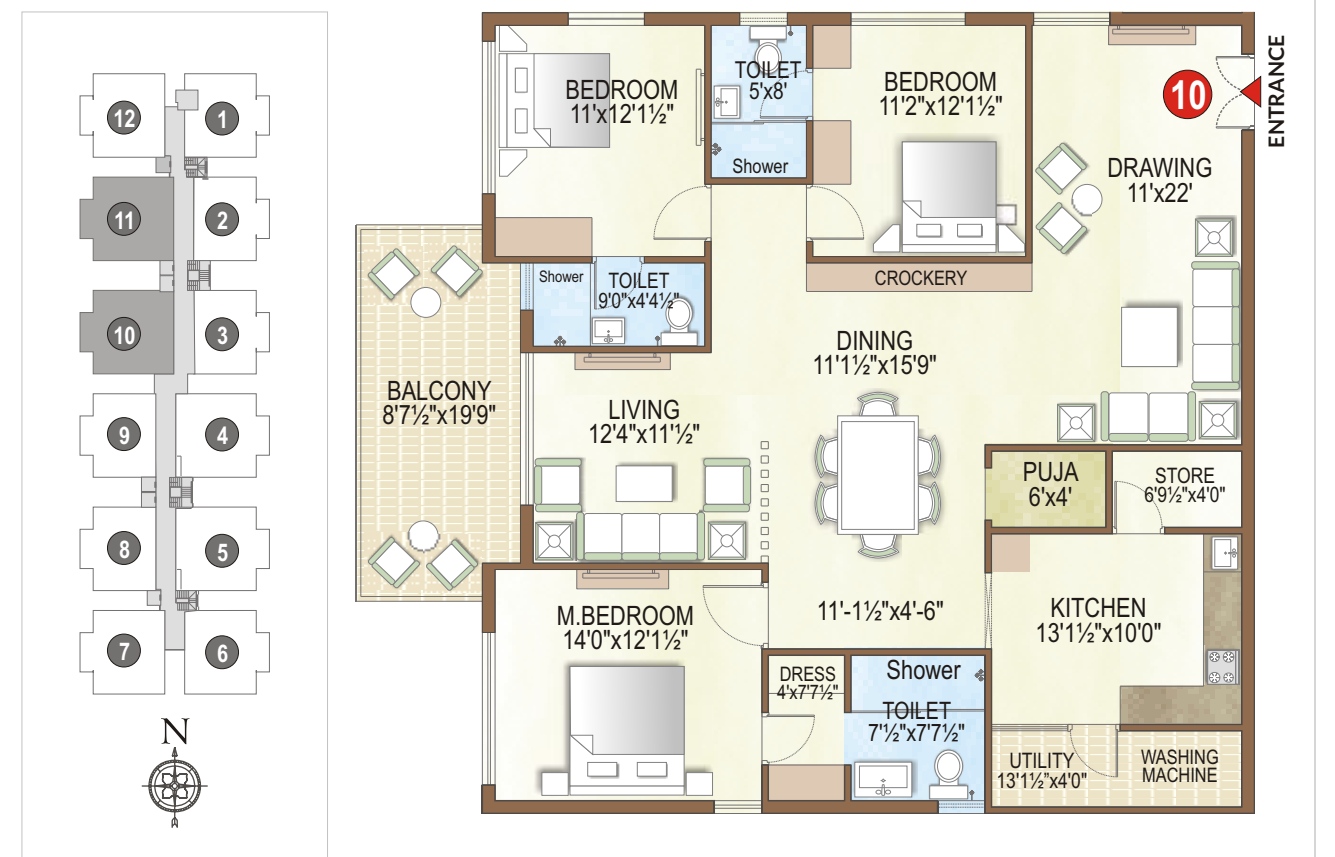 12
1
11
2
10
3
9
4
8
5
7
6
N
BEDROOM
11'x12'1½"
TOILET
5'x8'
Shower
BEDROOM
11'2"x12'1½"
10
ENTRANCE
DRAWING
11'x22'
Shower
TOILET
9'0"x4'4½"
CROCKERY
DINING
11'1½"x15'9"
BALCONY
8'7½"x19'9"
LIVING
12'4"x11'½"
PUJA
6'x4'
STORE
6'9½"x4'0"
M.BEDROOM
14'0"x12'1½"
11'-1½"x4'-6"
KITCHEN
13'1½"x10'0"
DRESS
4'x7'7½"
Shower
TOILET
7'½"x7'7½"
UTILITY
13'1½"x4'0"
WASHING
MACHINE